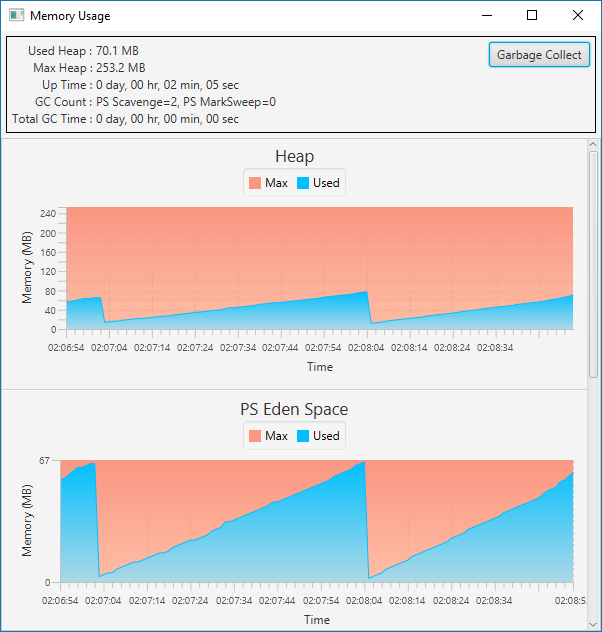 Memory Usage
Used Heap : 70.1 MB
Garbage Collect
Max Heap : 253.2 MB
Up Time : 0 day, 00 hr, 02 min, 05 sec
GC Count : PS Scavenge=2, PS MarkSweep=0
Total GC Time : 0 day, 00 hr, 00 min, 00 sec
Heap
Max Used
Memory (MB)
240
200
160
120
80
40
0
02:06:54 02:07:04 02:07:14 02:07:24 02:07:34 02:07:44 02:07:54 02:08:04 02:08:14 02:08:24 02:08:34
Time
PS Eden Space
Max Used
Memory (MB)
67
0
02:06:54 02:07:04 02:07:14 02:07:24 02:07:34 02:07:44 02:07:54 02:08:04 02:08:14 02:08:24 02:08:34 02:08:5
Time